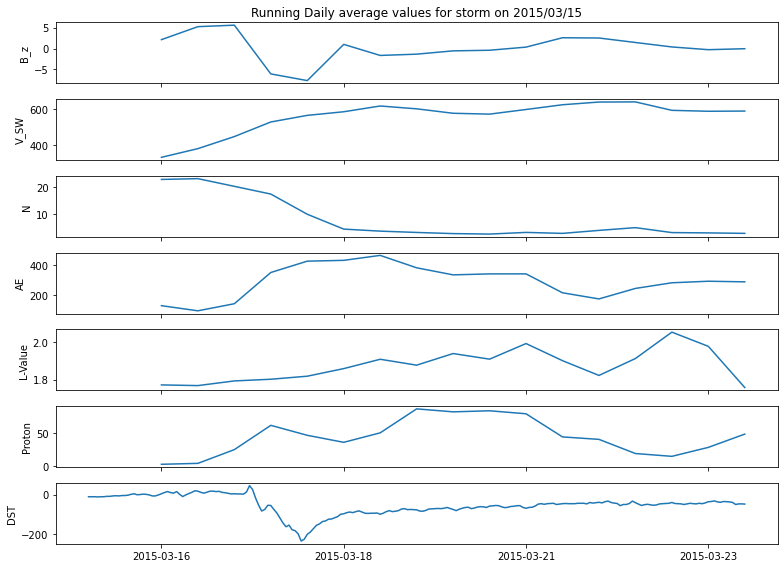 Running Daily average values for storm on 2015/03/15
B_z
5
0
−5
V_SW
600
400
N
20
10
AE
400
200
L-Value
2.0
1.8
Proton
50
0
DST
0
−200
2015-03-16 2015-03-18 2015-03-21 2015-03-23